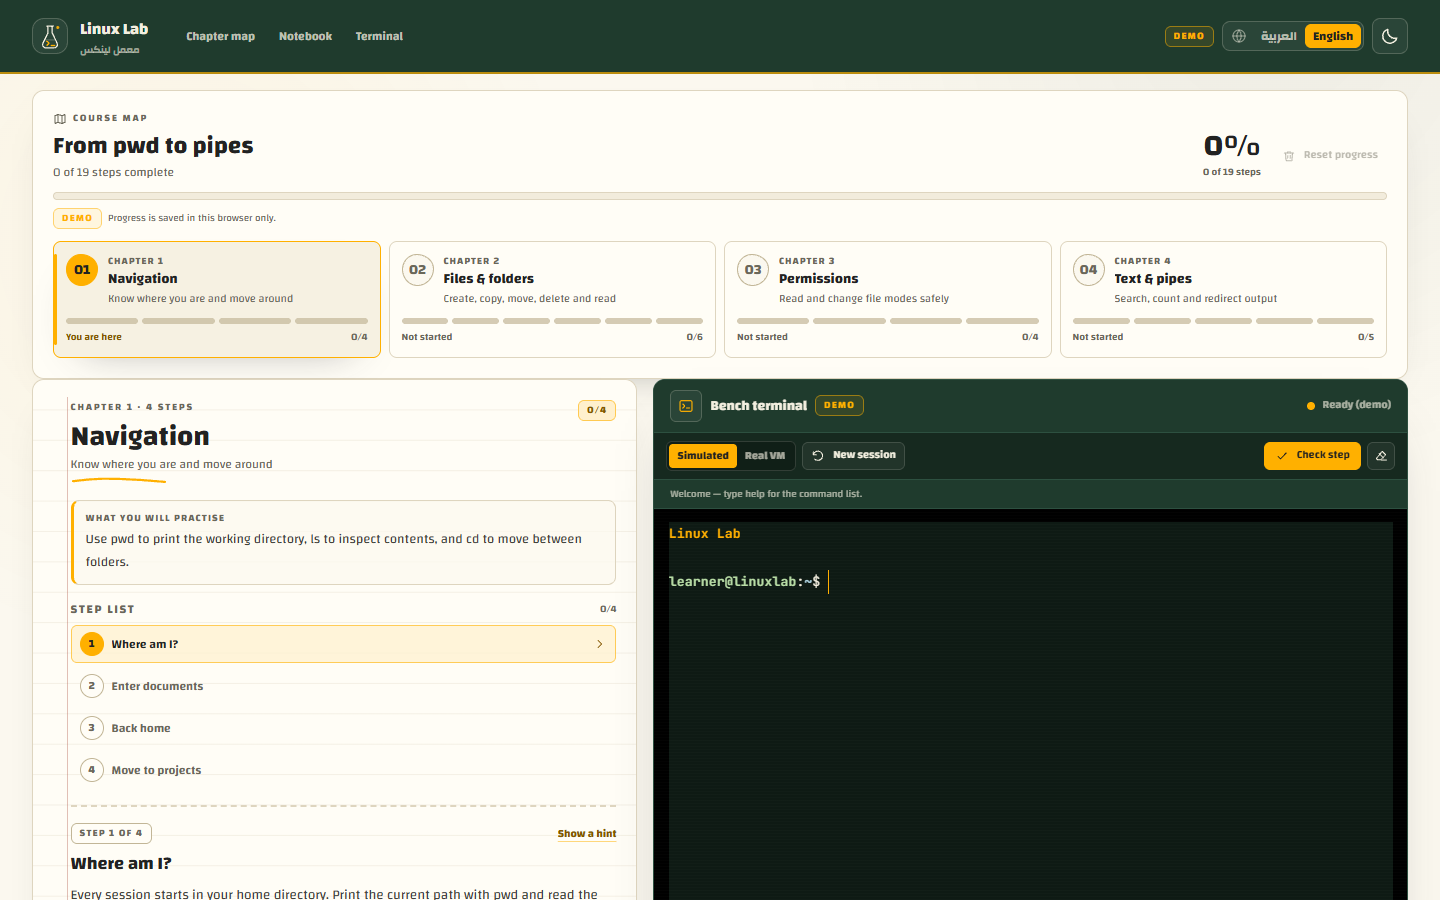 Linux Lab
معمل لينكس
Chapter map
Notebook
Terminal
DEMO
العربية
English
COURSE MAP
From pwd to pipes
0 of 19 steps complete
0%
0 of 19 steps
Reset progress
DEMO
Progress is saved in this browser only.
01
CHAPTER 1
Navigation
Know where you are and move around
You are here
0/4
02
CHAPTER 2
Files & folders
Create, copy, move, delete and read
Not started
0/6
03
CHAPTER 3
Permissions
Read and change file modes safely
Not started
0/4
04
CHAPTER 4
Text & pipes
Search, count and redirect output
Not started
0/5
CHAPTER 1 · 4 STEPS
0/4
Navigation
Know where you are and move around
WHAT YOU WILL PRACTISE
Use pwd to print the working directory, ls to inspect contents, and cd to move between
folders.
STEP LIST
0/4
1
Where am I?
2
Enter documents
3
Back home
4
Move to projects
STEP 1 OF 4
Show a hint
Where am I?
Every session starts in your home directory. Print the current path with pwd and read the
Bench terminal
DEMO
Ready (demo)
Simulated
Real VM
New session
Check step
Welcome — type help for the command list.
Linux Lab
learner@linuxlab:~$